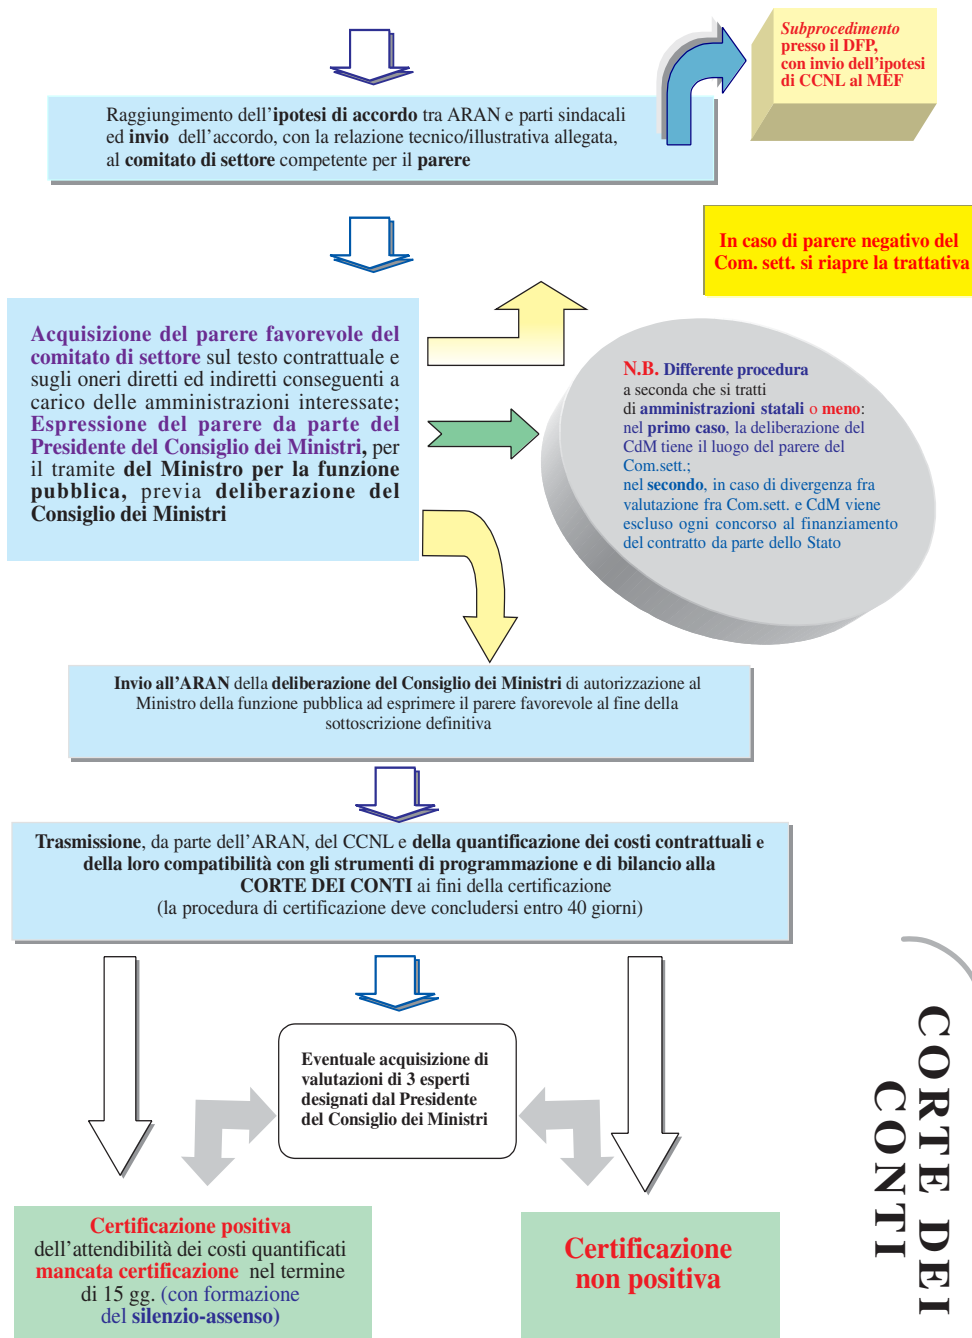 Subprocedimento
presso il DFP,
con invio dell'ipotesi
di CCNL al MEF
Raggiungimento dell'ipotesi di accordo tra ARAN e parti sindacali
ed invio dell'accordo, con la relazione tecnico/illustrativa allegata,
al comitato di settore competente per il parere
In caso di parere negativo del
Com. sett. si riapre la trattativa
Acquisizione del parere favorevole del
comitato di settore sul testo contrattuale e
sugli oneri diretti ed indiretti conseguenti a
carico delle amministrazioni interessate;
Espressione del parere da parte del
Presidente del Consiglio dei Ministri, per
il tramite del Ministro per la funzione
pubblica, previa deliberazione del
Consiglio dei Ministri
N.B. Differente procedura
a seconda che si tratti
di amministrazioni statali o meno:
nel primo caso, la deliberazione del
CdM tiene il luogo del parere del
Com.sett.;
nel secondo, in caso di divergenza fra
valutazione fra Com.sett. e CdM viene
escluso ogni concorso al finanziamento
del contratto da parte dello Stato
Invio all'ARAN della deliberazione del Consiglio dei Ministri di autorizzazione al
Ministro della funzione pubblica ad esprimere il parere favorevole al fine della
sottoscrizione definitiva
Trasmissione, da parte dell'ARAN, del CCNL e della quantificazione dei costi contrattuali e
della loro compatibilità con gli strumenti di programmazione e di bilancio alla
CORTE DEI CONTI ai fini della certificazione
(la procedura di certificazione deve concludersi entro 40 giorni)
Eventuale acquisizione di
valutazioni di 3 esperti
designati dal Presidente
del Consiglio dei Ministri
CORTE DEI
CONTI
Certificazione positiva
dell'attendibilità dei costi quantificati
mancata certificazione nel termine
di 15 gg. (con formazione
del silenzio-assenso)
Certificazione
non positiva